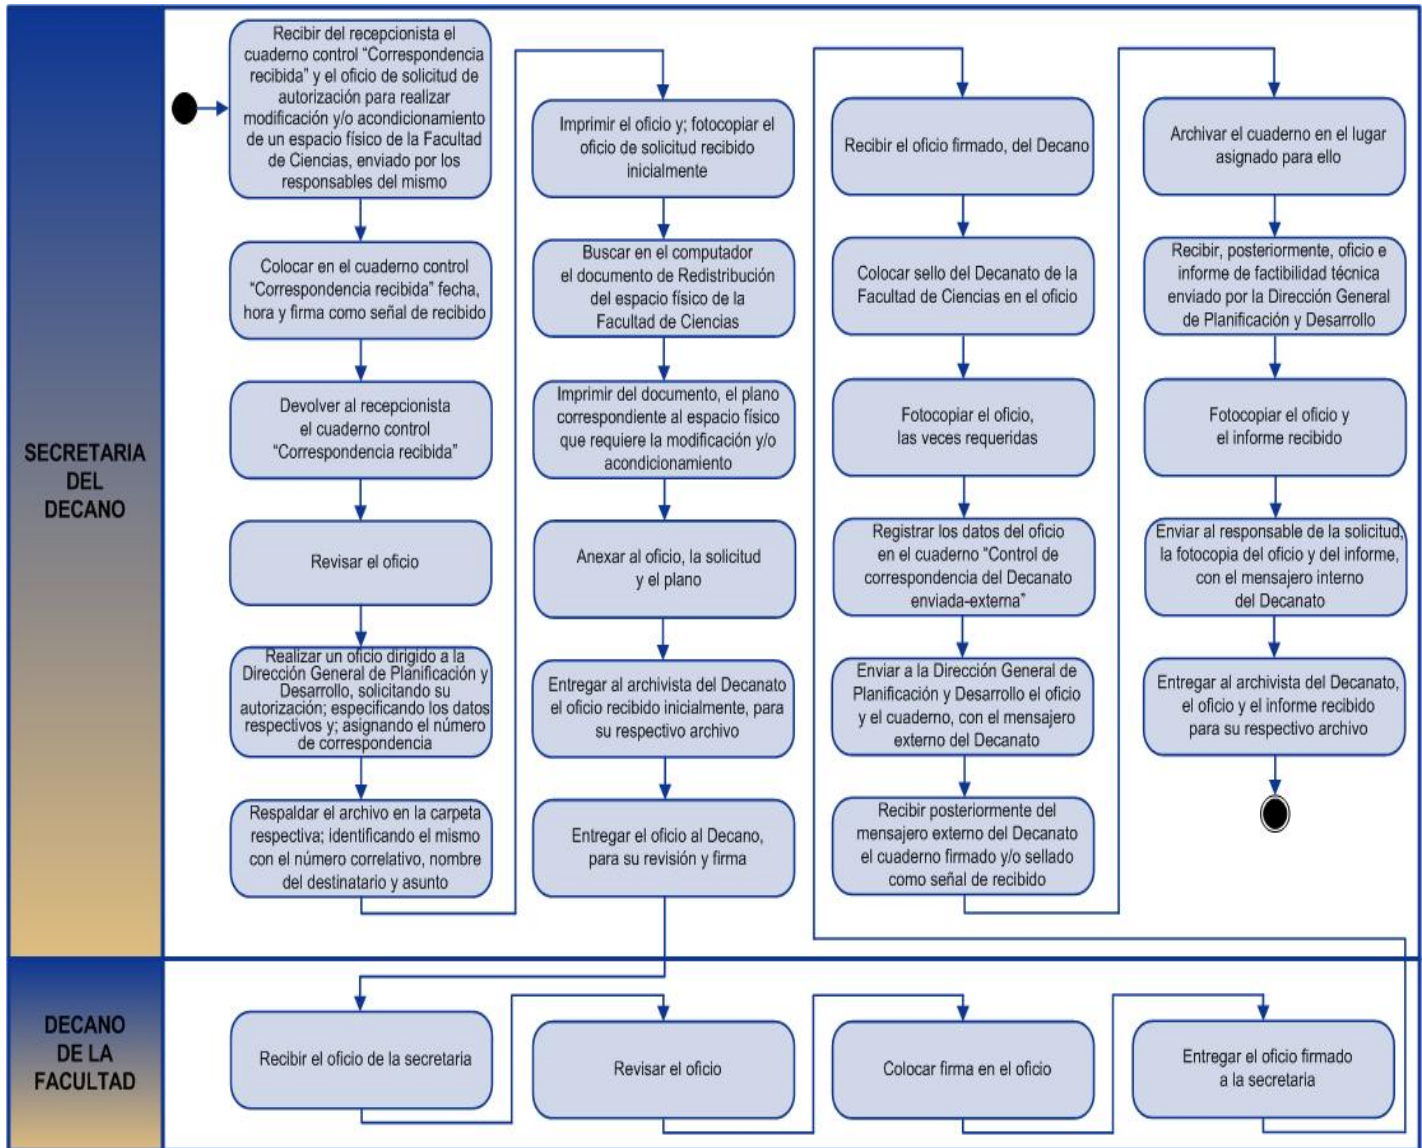 SECRETARIA
DEL
DECANO
Recibir del recepcionista el
cuaderno control “Correspondencia
recibida” y el oficio de solicitud de
autorización para realizar
modificación y/o acondicionamiento
de un espacio físico de la Facultad
de Ciencias, enviado por los
responsables del mismo
Colocar en el cuaderno control
“Correspondencia recibida” fecha,
hora y firma como señal de recibido
Devolver al recepcionista
el cuaderno control
“Correspondencia recibida”
Revisar el oficio
Realizar un oficio dirigido a la
Dirección General de Planificación y
Desarrollo, solicitando su
autorización; especificando los datos
respectivos y; asignando el número
de correspondencia
Respaldar el archivo en la carpeta
respectiva; identificando el mismo
con el número correlativo, nombre
del destinatario y asunto
Imprimir el oficio y; fotocopiar el
oficio de solicitud recibido
inicialmente
Buscar en el computador
el documento de Redistribución
del espacio físico de la
Facultad de Ciencias
Imprimir del documento, el plano
correspondiente al espacio físico
que requiere la modificación y/o
acondicionamiento
Anexar al oficio, la solicitud
y el plano
Entregar al archivista del Decanato
el oficio recibido inicialmente, para
su respectivo archivo
Entregar el oficio al Decano,
para su revisión y firma
Recibir el oficio firmado, del Decano
Colocar sello del Decanato de la
Facultad de Ciencias en el oficio
Fotocopiar el oficio,
las veces requeridas
Registrar los datos del oficio
en el cuaderno “Control de
correspondencia del Decanato
enviada-externa”
Enviar a la Dirección General de
Planificación y Desarrollo el oficio
y el cuaderno, con el mensajero
externo del Decanato
Recibir posteriormente del
mensajero externo del Decanato
el cuaderno firmado y/o sellado
como señal de recibido
Archivar el cuaderno en el lugar
asignado para ello
Recibir, posteriormente, oficio e
informe de factibilidad técnica
enviado por la Dirección General
de Planificación y Desarrollo
Fotocopiar el oficio y
el informe recibido
Enviar al responsable de la solicitud,
la fotocopia del oficio y del informe,
con el mensajero interno
del Decanato
Entregar al archivista del Decanato,
el oficio y el informe recibido
para su respectivo archivo
DECANO
DE LA
FACULTAD
Recibir el oficio de la secretaria
Revisar el oficio
Colocar firma en el oficio
Entregar el oficio firmado
a la secretaria